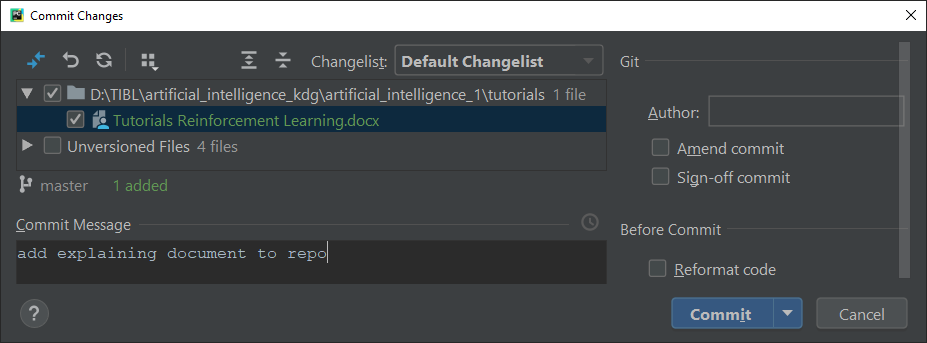 Commit Changes
Changelist: Default Changelist
D:\TIBL\artificial_intelligence_kdg\artificial_intelligence_1\tutorials 1 file
Tutorials Reinforcement Learning.docx
Unversioned Files 4 files
master 1 added
Commit Message
add explaining document to repo
Git
Author:
Amend commit
Sign-off commit
Before Commit
Reformat code
? Commit Cancel